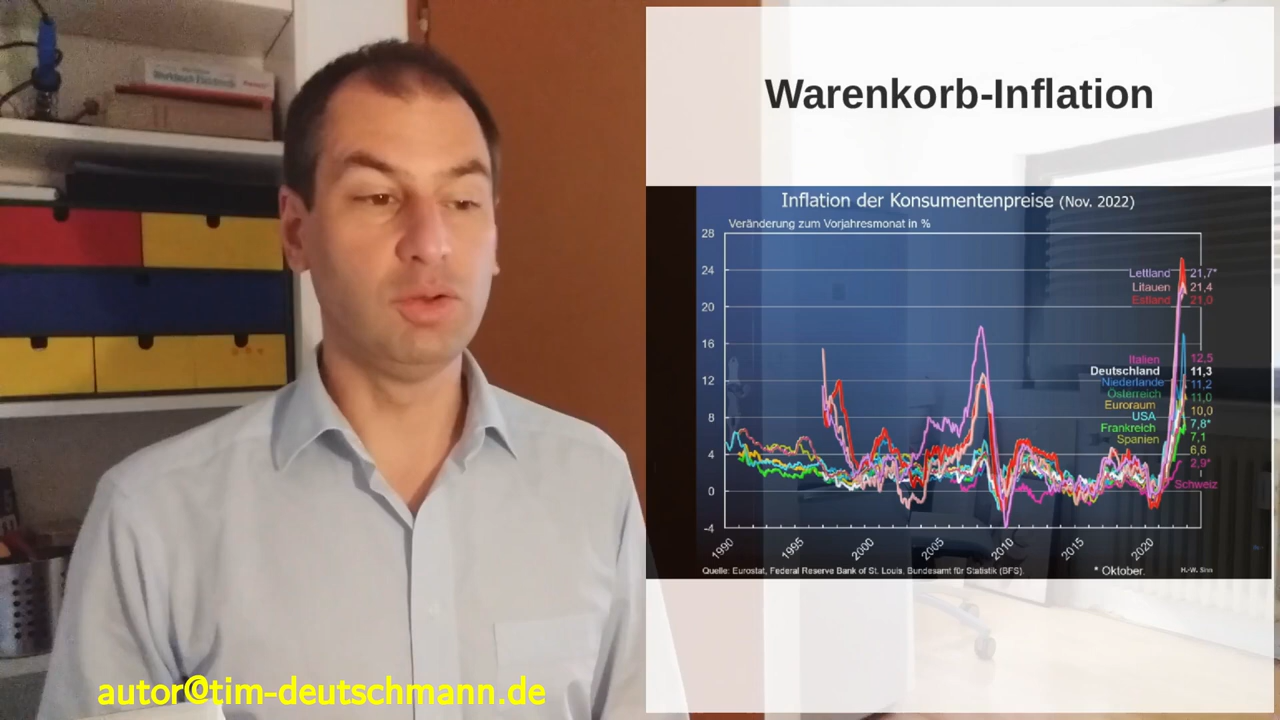 Warenkorb-Inflation
Inflation der Konsumentenpreise (Nov. 2022)
Veränderung zum Vorjahresmonat in %
28
24
20
16
12
8
4
0
-4
Lettland 21,7*
Litauen 21,4
Estland 21,0
Italien 12,5
Deutschland 11,3
Niederlande 11,2
Österreich 11,0
Euroraum 10,0
USA 7,8*
Frankreich 7,1
Spanien 6,6
2,9*
Schweiz
1990 1995 2000 2005 2010 2015 2020
Quelle: Eurostat, Federal Reserve Bank of St. Louis, Bundesamt für Statistik (BFS).
* Oktober.
H.-W. Sinn
autor@tim-deutschmann.de